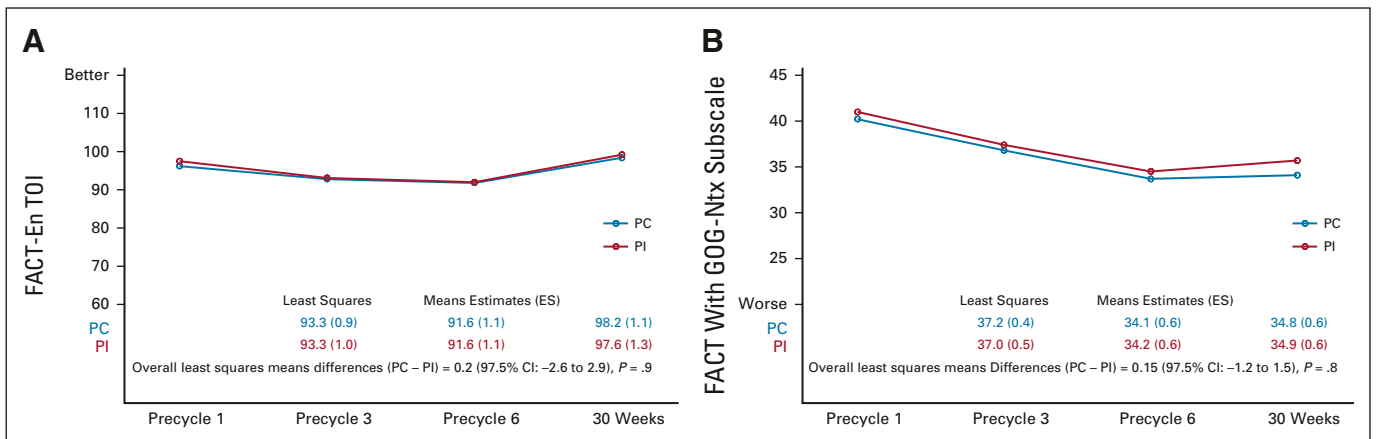 A
FACT-En TOI
Better
110
100
90
80
70
60
PC
PI
Least Squares Means Estimates (ES)
PC 93.3 (0.9) 91.6 (1.1) 98.2 (1.1)
PI 93.3 (1.0) 91.6 (1.1) 97.6 (1.3)
Overall least squares means differences (PC – PI) = 0.2 (97.5% CI: –2.6 to 2.9), P = .9
Precycle 1 Precycle 3 Precycle 6 30 Weeks
B
FACT With GOG-Ntx Subscale
45
40
35
30
25
Worse
PC
PI
Least Squares Means Estimates (ES)
PC 37.2 (0.4) 34.1 (0.6) 34.8 (0.6)
PI 37.0 (0.5) 34.2 (0.6) 34.9 (0.6)
Overall least squares means Differences (PC – PI) = 0.15 (97.5% CI: –1.2 to 1.5), P = .8
Precycle 1 Precycle 3 Precycle 6 30 Weeks